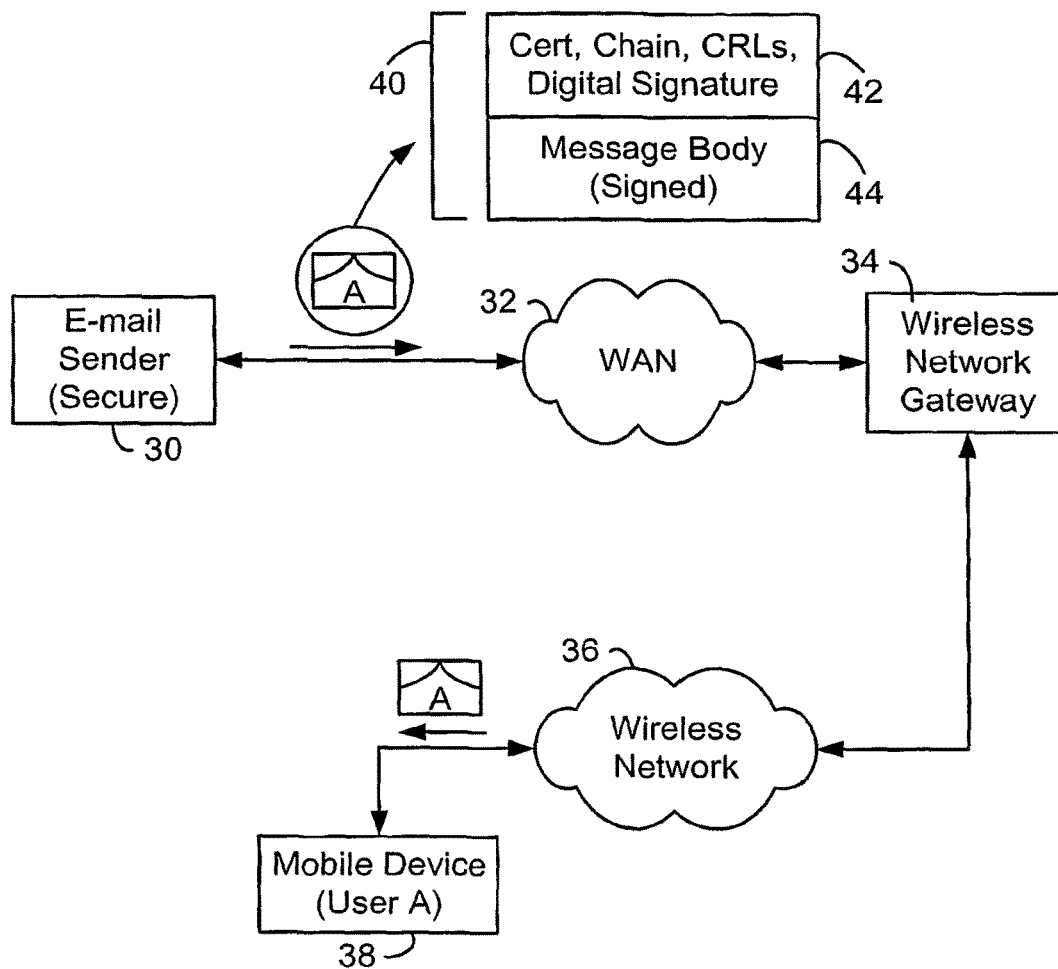 Cert, Chain, CRLs,
Digital Signature
40
42
Message Body
(Signed)
44
A
E-mail
Sender
(Secure)
30
32
WAN
34
Wireless
Network
Gateway
36
A
Wireless
Network
Mobile Device
(User A)
38